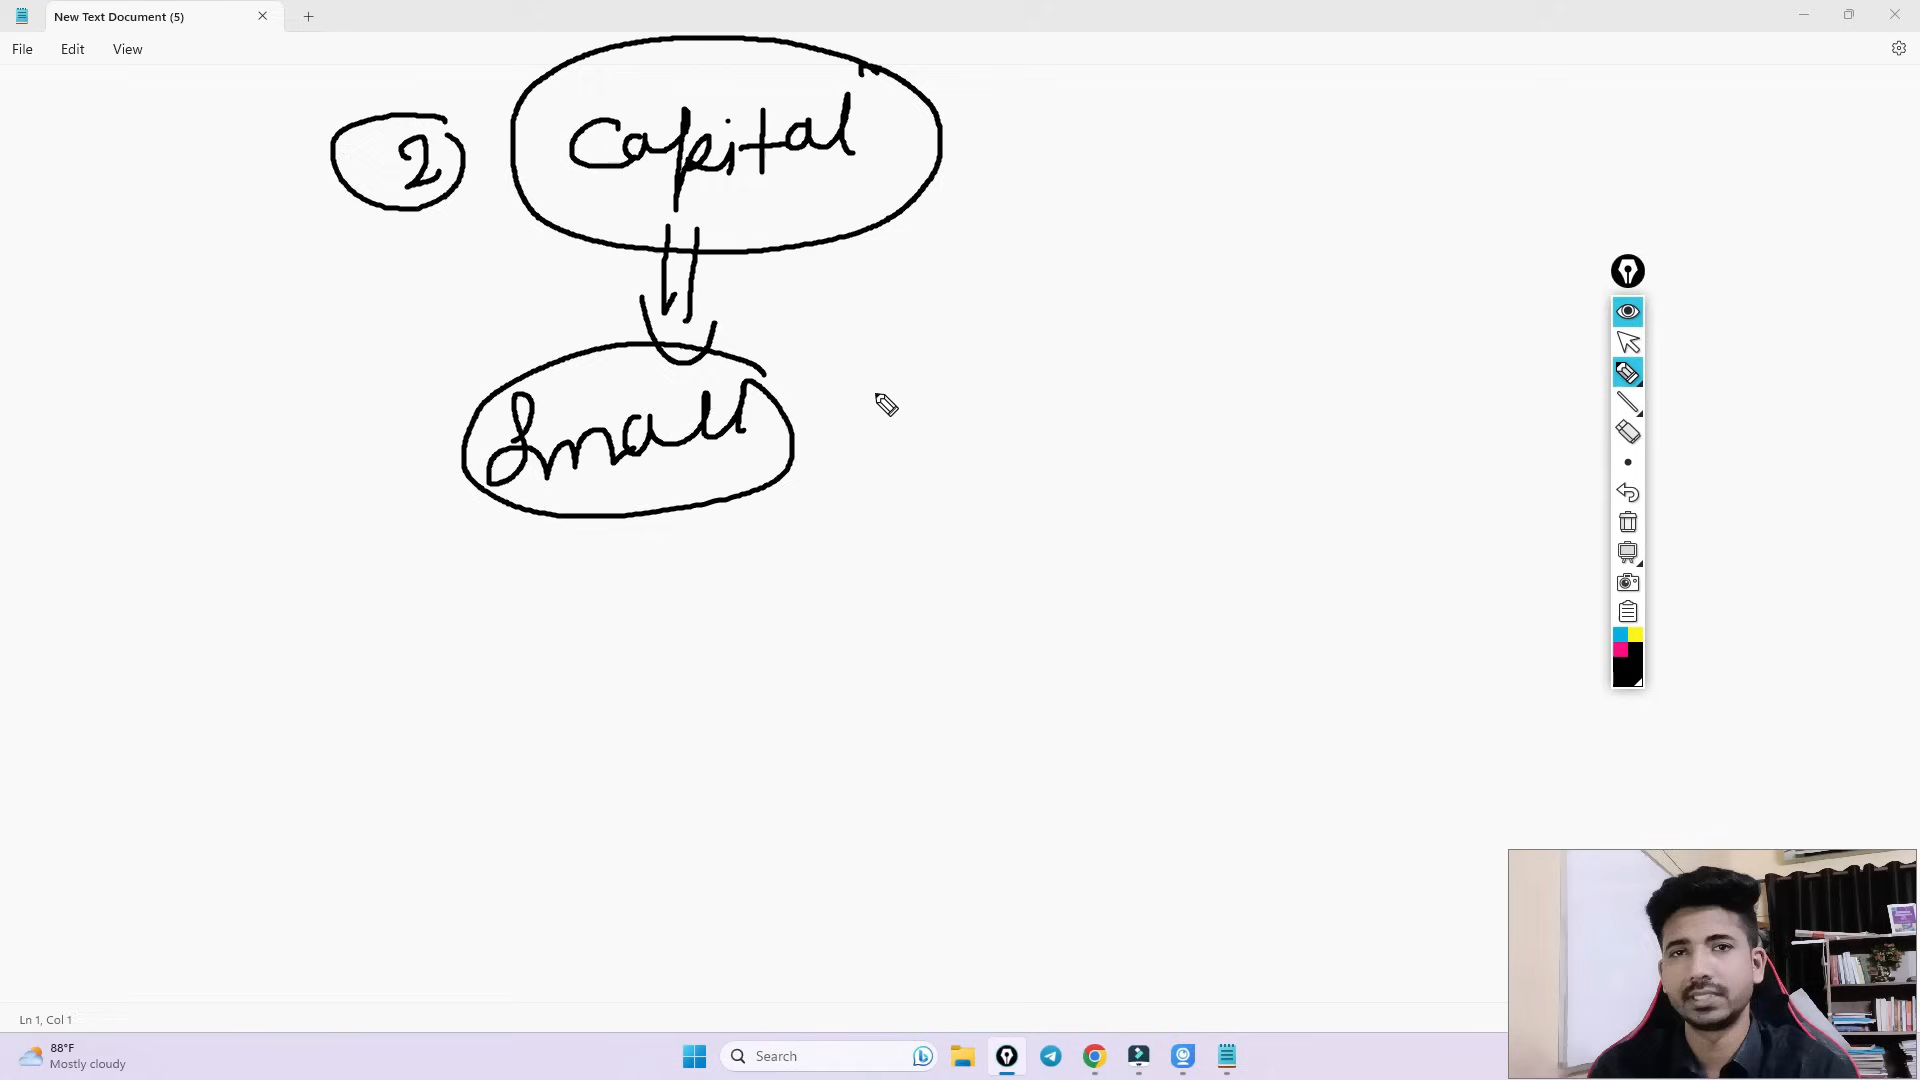 New Text Document (5)
File Edit View
2 Capital
Small
Ln 1, Col 1
88°F
Mostly cloudy
Search